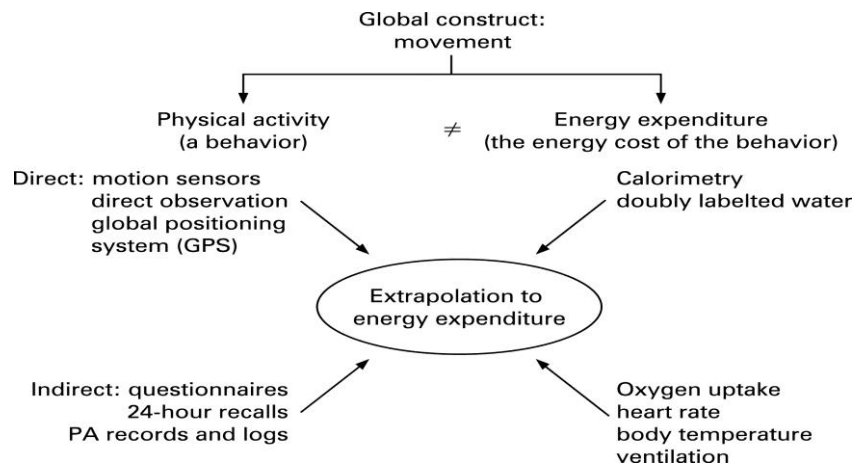 Global construct:
movement
Physical activity
(a behavior)
≠
Energy expenditure
(the energy cost of the behavior)
Direct: motion sensors
direct observation
global positioning
system (GPS)
Calorimetry
doubly labelted water
Extrapolation to
energy expenditure
Indirect: questionnaires
24-hour recalls
PA records and logs
Oxygen uptake
heart rate
body temperature
ventilation